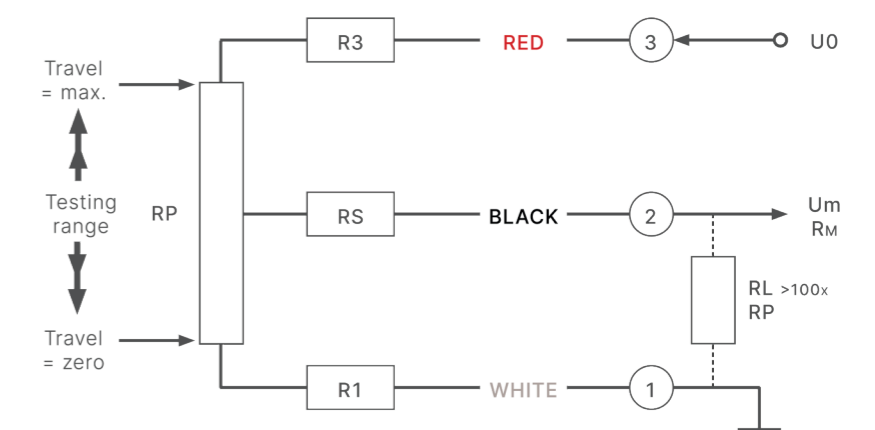 R3
RED
3
U0
Travel
= max.
Testing
range
RP
RS
BLACK
2
Um
RM
RL >100x
RP
Travel
= zero
R1
WHITE
1